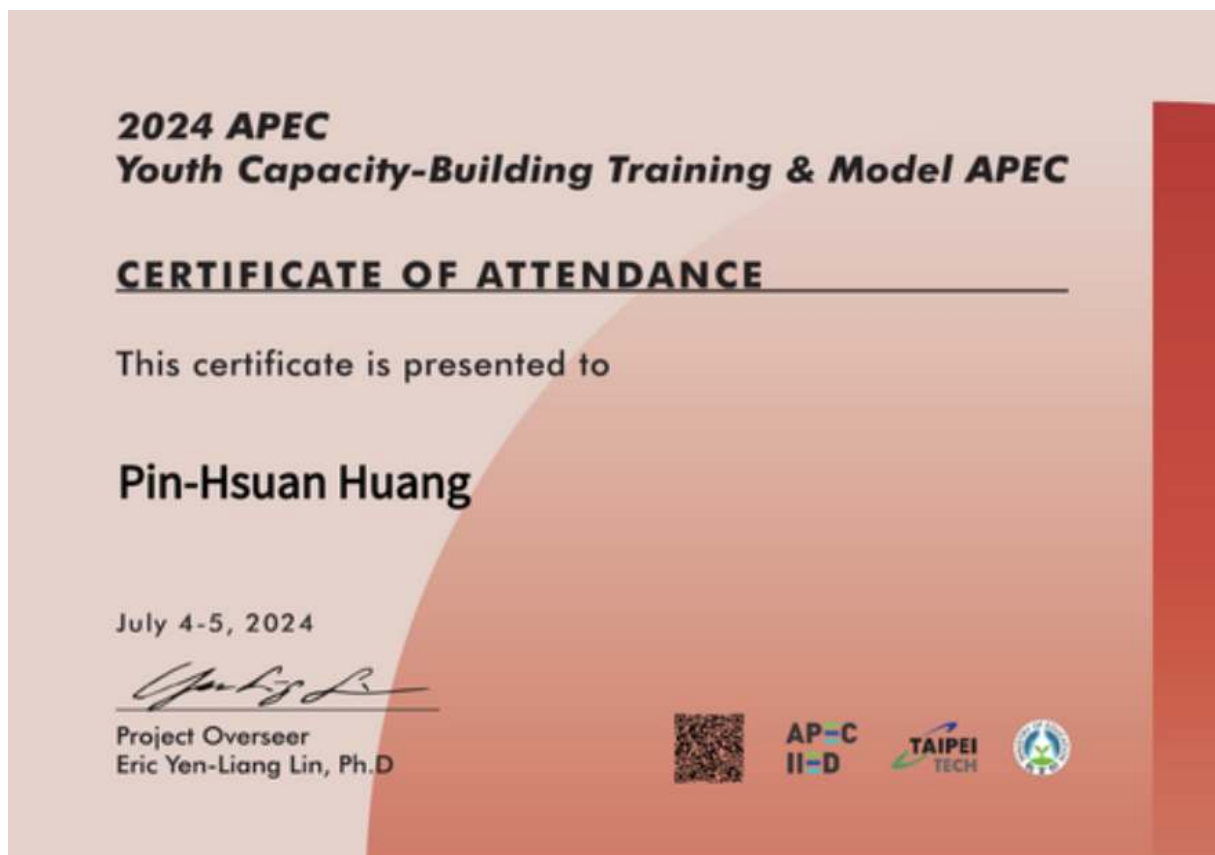 2024 APEC
Youth Capacity-Building Training & Model APEC
CERTIFICATE OF ATTENDANCE
This certificate is presented to
Pin-Hsuan Huang
July 4-5, 2024
Project Overseer
Eric Yen-Liang Lin, Ph.D
APEC
IIED
TAIPEI
TECH